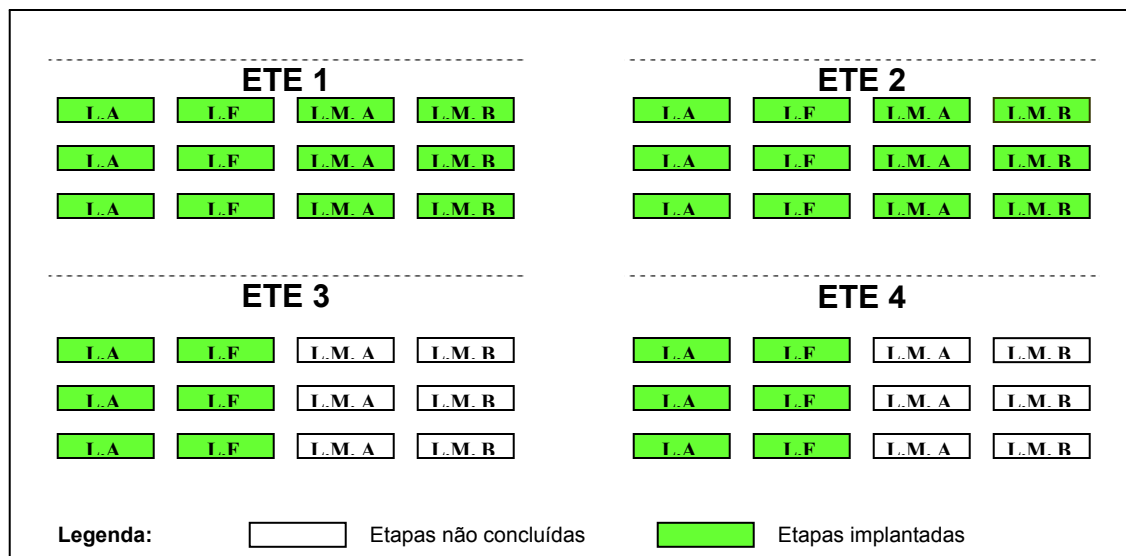 ETE 1 ETE 2
L.A L.F L.M. A L.M. B L.A L.F L.M. A L.M. B
L.A L.F L.M. A L.M. B L.A L.F L.M. A L.M. B
L.A L.F L.M. A L.M. B L.A L.F L.M. A L.M. B
ETE 3 ETE 4
L.A L.F L.M. A L.M. B L.A L.F L.M. A L.M. B
L.A L.F L.M. A L.M. B L.A L.F L.M. A L.M. B
L.A L.F L.M. A L.M. B L.A L.F L.M. A L.M. B
Legenda: Etapas não concluídas Etapas implantadas